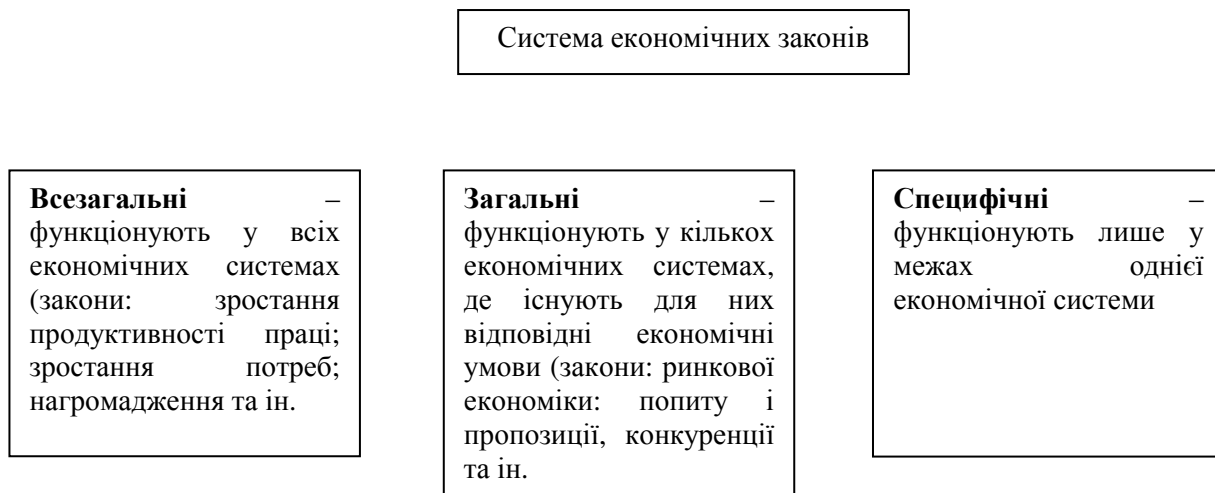 Система економічних законів
Всезагальні –
функціонують у всіх
економічних системах
(закони: зростання
продуктивності праці;
зростання потреб;
нагромадження та ін.
Загальні –
функціонують у кількох
економічних системах,
де існують для них
відповідні економічні
умови (закони: ринкової
економіки: попиту і
пропозиції, конкуренції
та ін.
Специфічні –
функціонують лише у
межах однієї
економічної системи